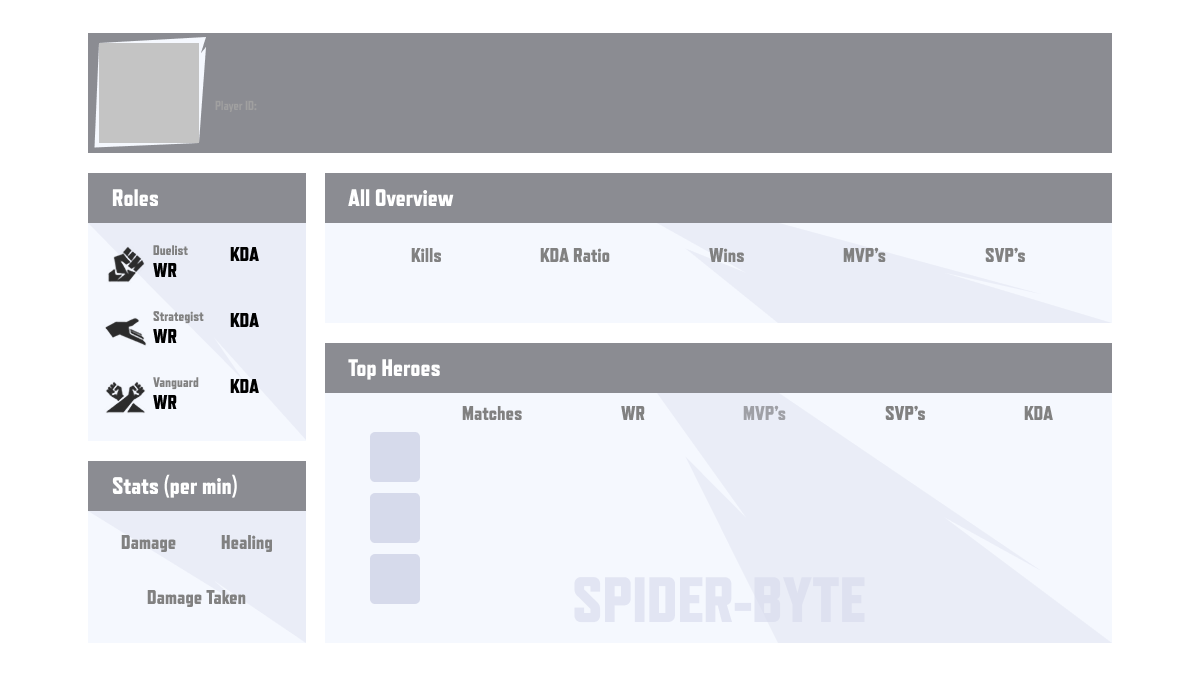 Player ID:
Roles
Duelist
WR
KDA
Strategist
WR
KDA
Vanguard
WR
KDA
Stats (per min)
Damage Healing
Damage Taken
All Overview
Kills KDA Ratio Wins MVP's SVP's
Top Heroes
Matches WR MVP's SVP's KDA
SPIDER-BYTE